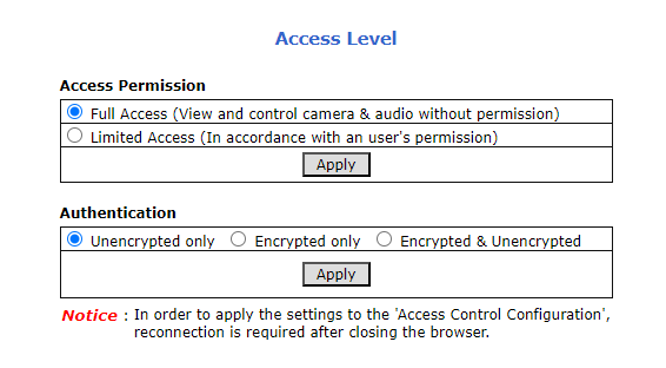 Access Level
Access Permission
Full Access (View and control camera & audio without permission)
Limited Access (In accordance with an user's permission)
Apply
Authentication
Unencrypted only Encrypted only Encrypted & Unencrypted
Apply
Notice : In order to apply the settings to the 'Access Control Configuration',
reconnection is required after closing the browser.